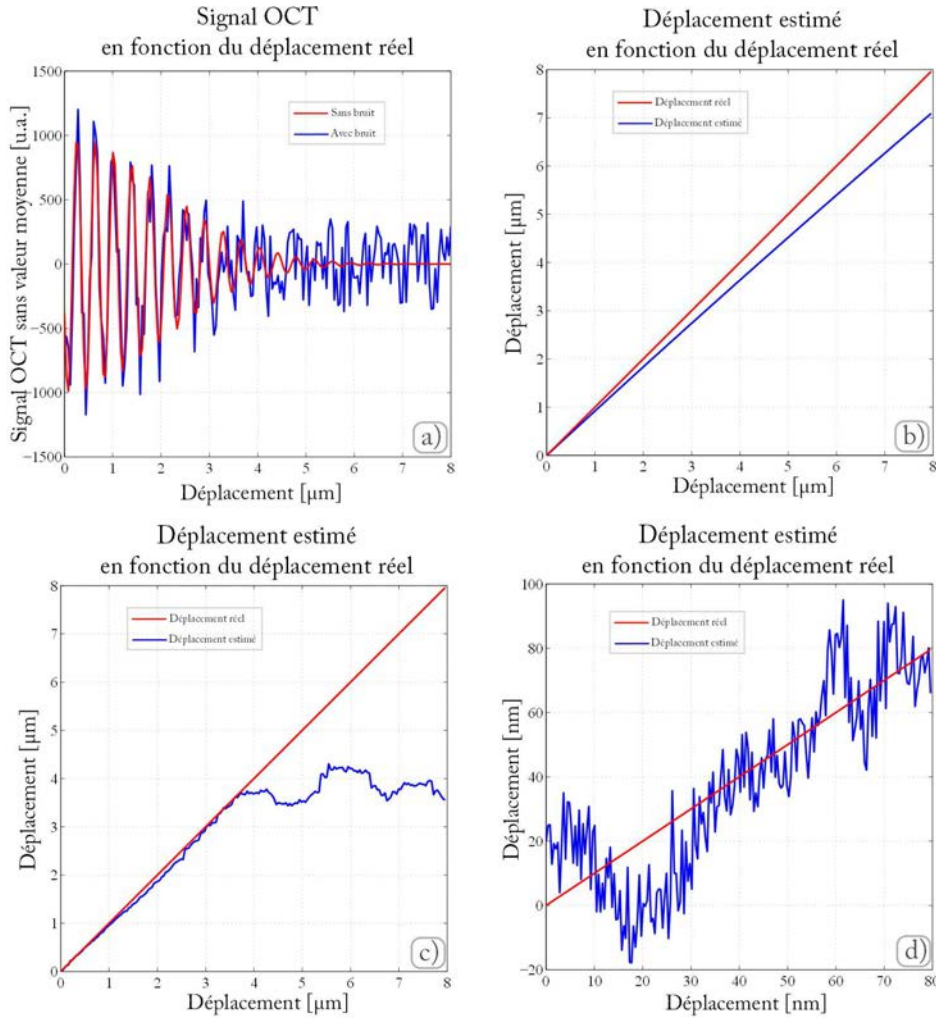 Signal OCT
en fonction du déplacement réel
1500
1000
500
0
−500
−1000
−1500
Signal OCT sans valeur moyenne [u.a.]
Sans bruit
Avec bruit
a)
0 1 2 3 4 5 6 7 8
Déplacement [µm]
Déplacement estimé
en fonction du déplacement réel
8
7
6
5
4
3
2
1
0
Déplacement [µm]
Déplacement réel
Déplacement estimé
b)
0 1 2 3 4 5 6 7 8
Déplacement [µm]
Déplacement estimé
en fonction du déplacement réel
8
7
6
5
4
3
2
1
0
Déplacement [µm]
Déplacement réel
Déplacement estimé
c)
0 1 2 3 4 5 6 7 8
Déplacement [µm]
Déplacement estimé
en fonction du déplacement réel
100
80
60
40
20
0
−20
Déplacement [nm]
Déplacement réel
Déplacement estimé
d)
0 10 20 30 40 50 60 70 80
Déplacement [nm]